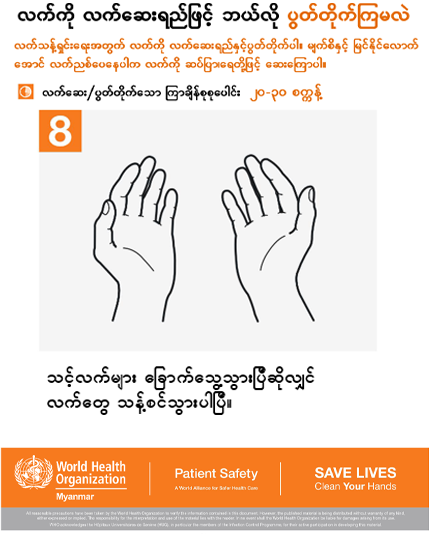 လက်ကို လက်ဆေးရည်ဖြင့် ဘယ်လို ပွတ်တိုက်ကြမလဲ
လက်သန့်ရှင်းရေးအတွက် လက်ကို လက်ဆေးရည်နှင့်ပွတ်တိုက်ပါ။ မျက်စိနှင့် မြင်နိုင်လောက်
အောင် လက်ညစ်ပေနေပါက လက်ကို ဆပ်ပြာရေတို့ဖြင့် ဆေးကြောပါ။
လက်ဆေး/ပွတ်တိုက်သော ကြာချိန်စုစုပေါင်း ၂၀-၃၀ စက္ကန့်
8
သင့်လက်များ ခြောက်သွေ့သွားပြီဆိုလျှင်
လက်တွေ သန့်စင်သွားပါပြီ။
World Health
Organization
Myanmar
Patient Safety
A World Alliance for Safer Health Care
SAVE LIVES
Clean Your Hands